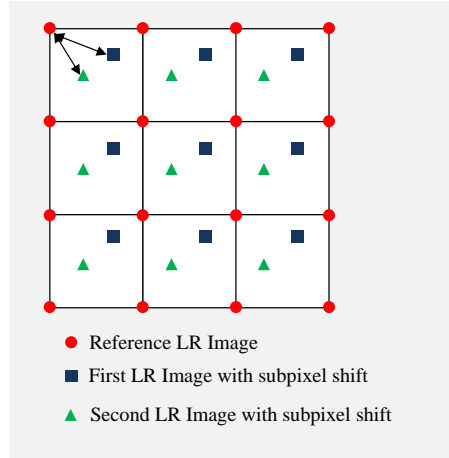 Reference LR Image
First LR Image with subpixel shift
Second LR Image with subpixel shift